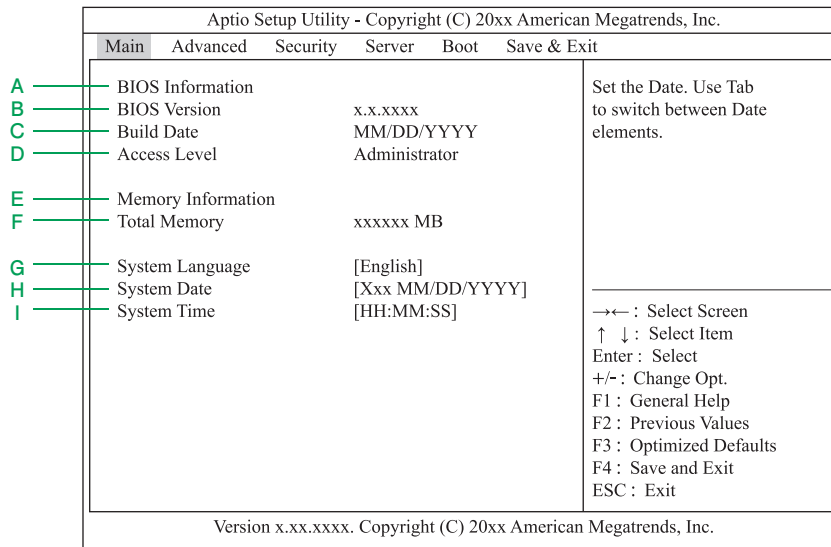 Aptio Setup Utility - Copyright (C) 20xx American Megatrends, Inc.
Main Advanced Security Server Boot Save & Exit
A BIOS Information
B BIOS Version x.x.xxxx
C Build Date MM/DD/YYYY
D Access Level Administrator
E Memory Information
F Total Memory xxxxxx MB
G System Language [English]
H System Date [Xxx MM/DD/YYYY]
I System Time [HH:MM:SS]
Set the Date. Use Tab
to switch between Date
elements.
→← : Select Screen
↑ ↓ : Select Item
Enter : Select
+/- : Change Opt.
F1 : General Help
F2 : Previous Values
F3 : Optimized Defaults
F4 : Save and Exit
ESC : Exit
Version x.xx.xxxx. Copyright (C) 20xx American Megatrends, Inc.